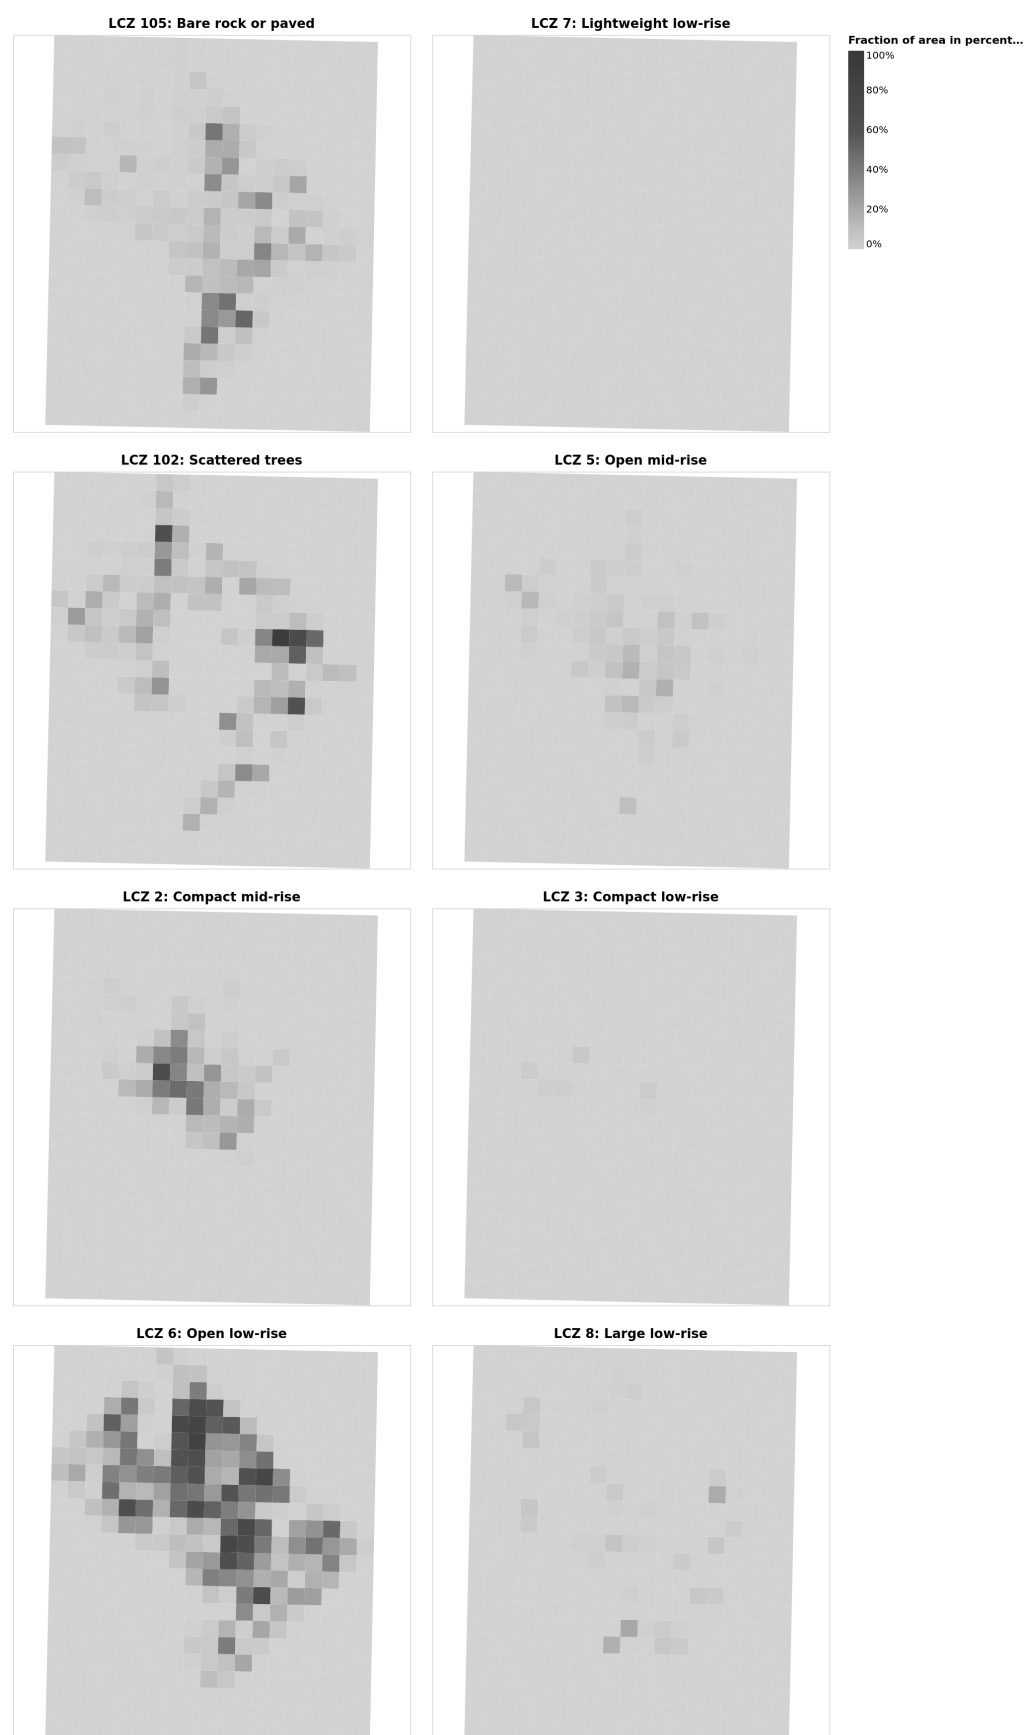 LCZ 105: Bare rock or paved
LCZ 7: Lightweight low-rise
Fraction of area in percent…
100%
80%
60%
40%
20%
0%
LCZ 102: Scattered trees
LCZ 5: Open mid-rise
LCZ 2: Compact mid-rise
LCZ 3: Compact low-rise
LCZ 6: Open low-rise
LCZ 8: Large low-rise